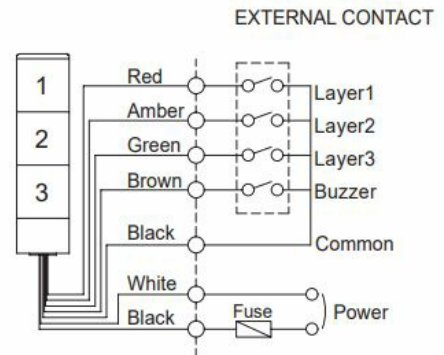 EXTERNAL CONTACT
1
2
3
Red
Layer1
Amber
Layer2
Green
Layer3
Brown
Buzzer
Black
Common
White
Black
Fuse
Power